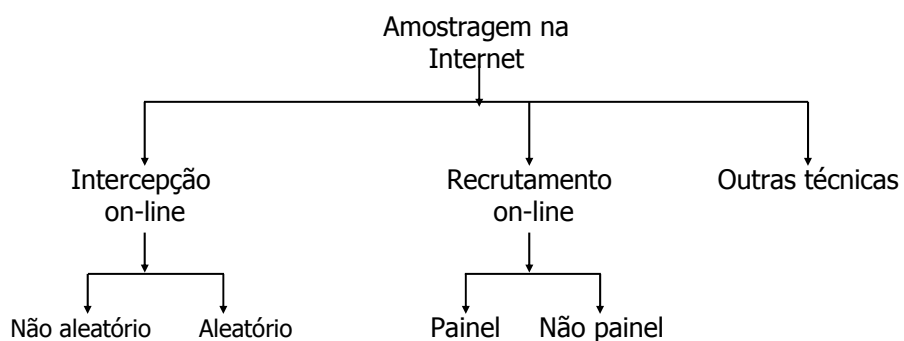 Amostragem na
Internet
Intercepção
on-line
Recrutamento
on-line
Outras técnicas
Não aleatório
Aleatório
Painel
Não painel